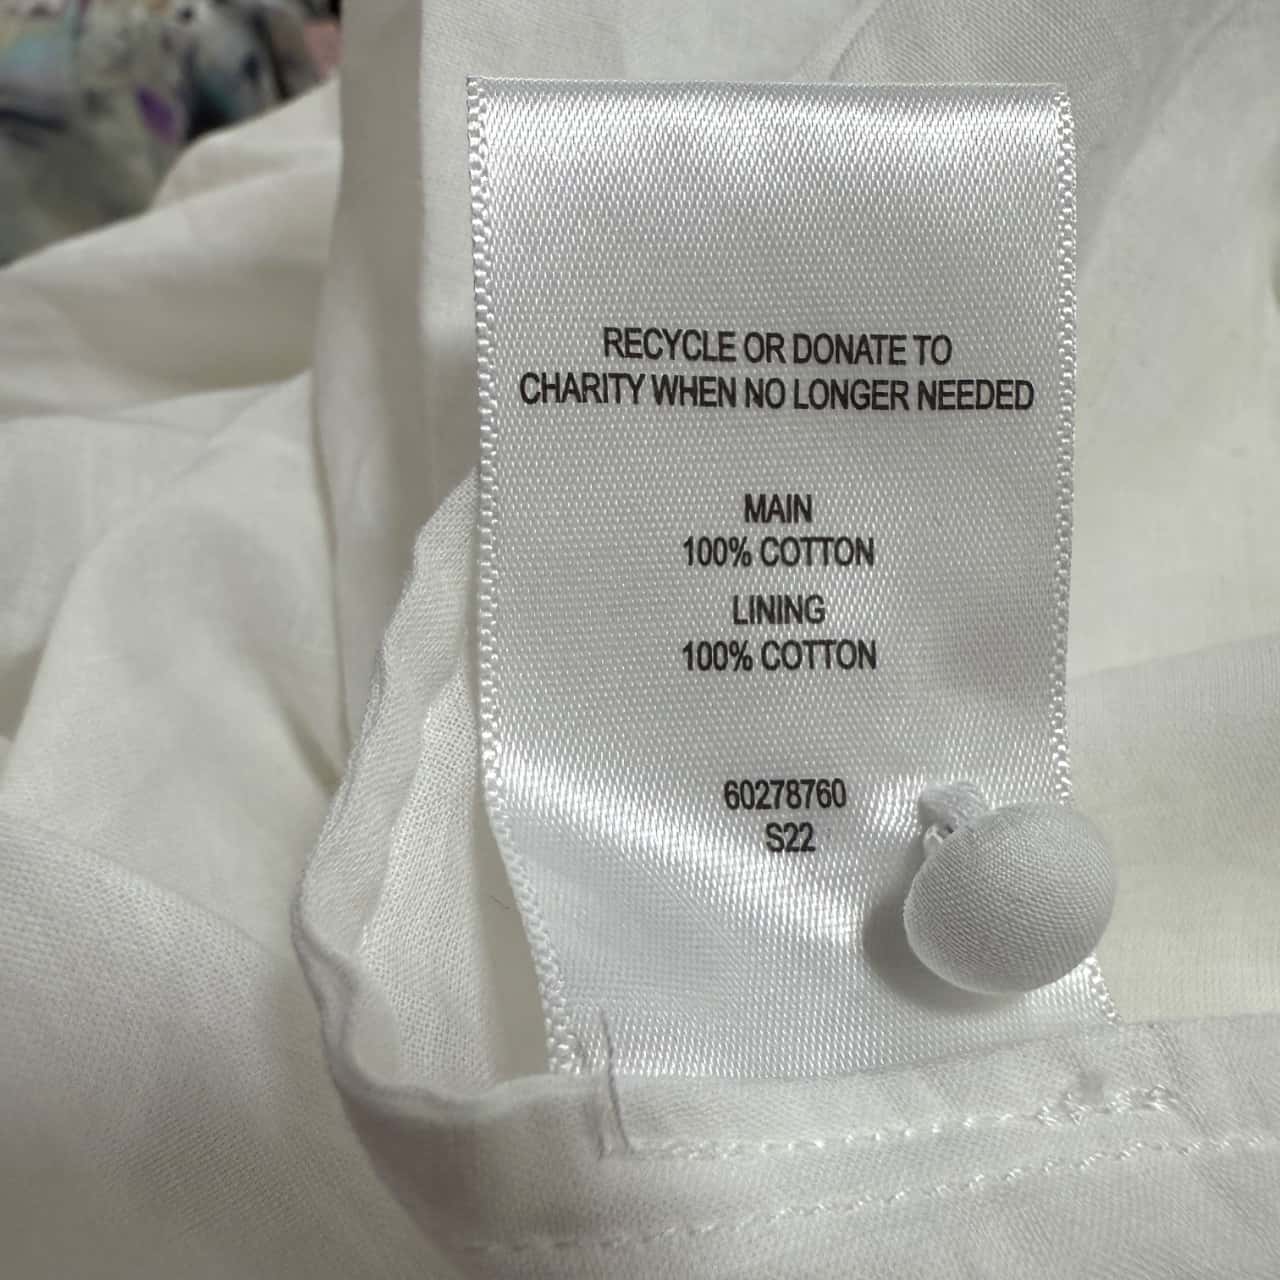 RECYCLE OR DONATE TO
CHARITY WHEN NO LONGER NEEDED
MAIN
100% COTTON
LINING
100% COTTON
60278760
S22